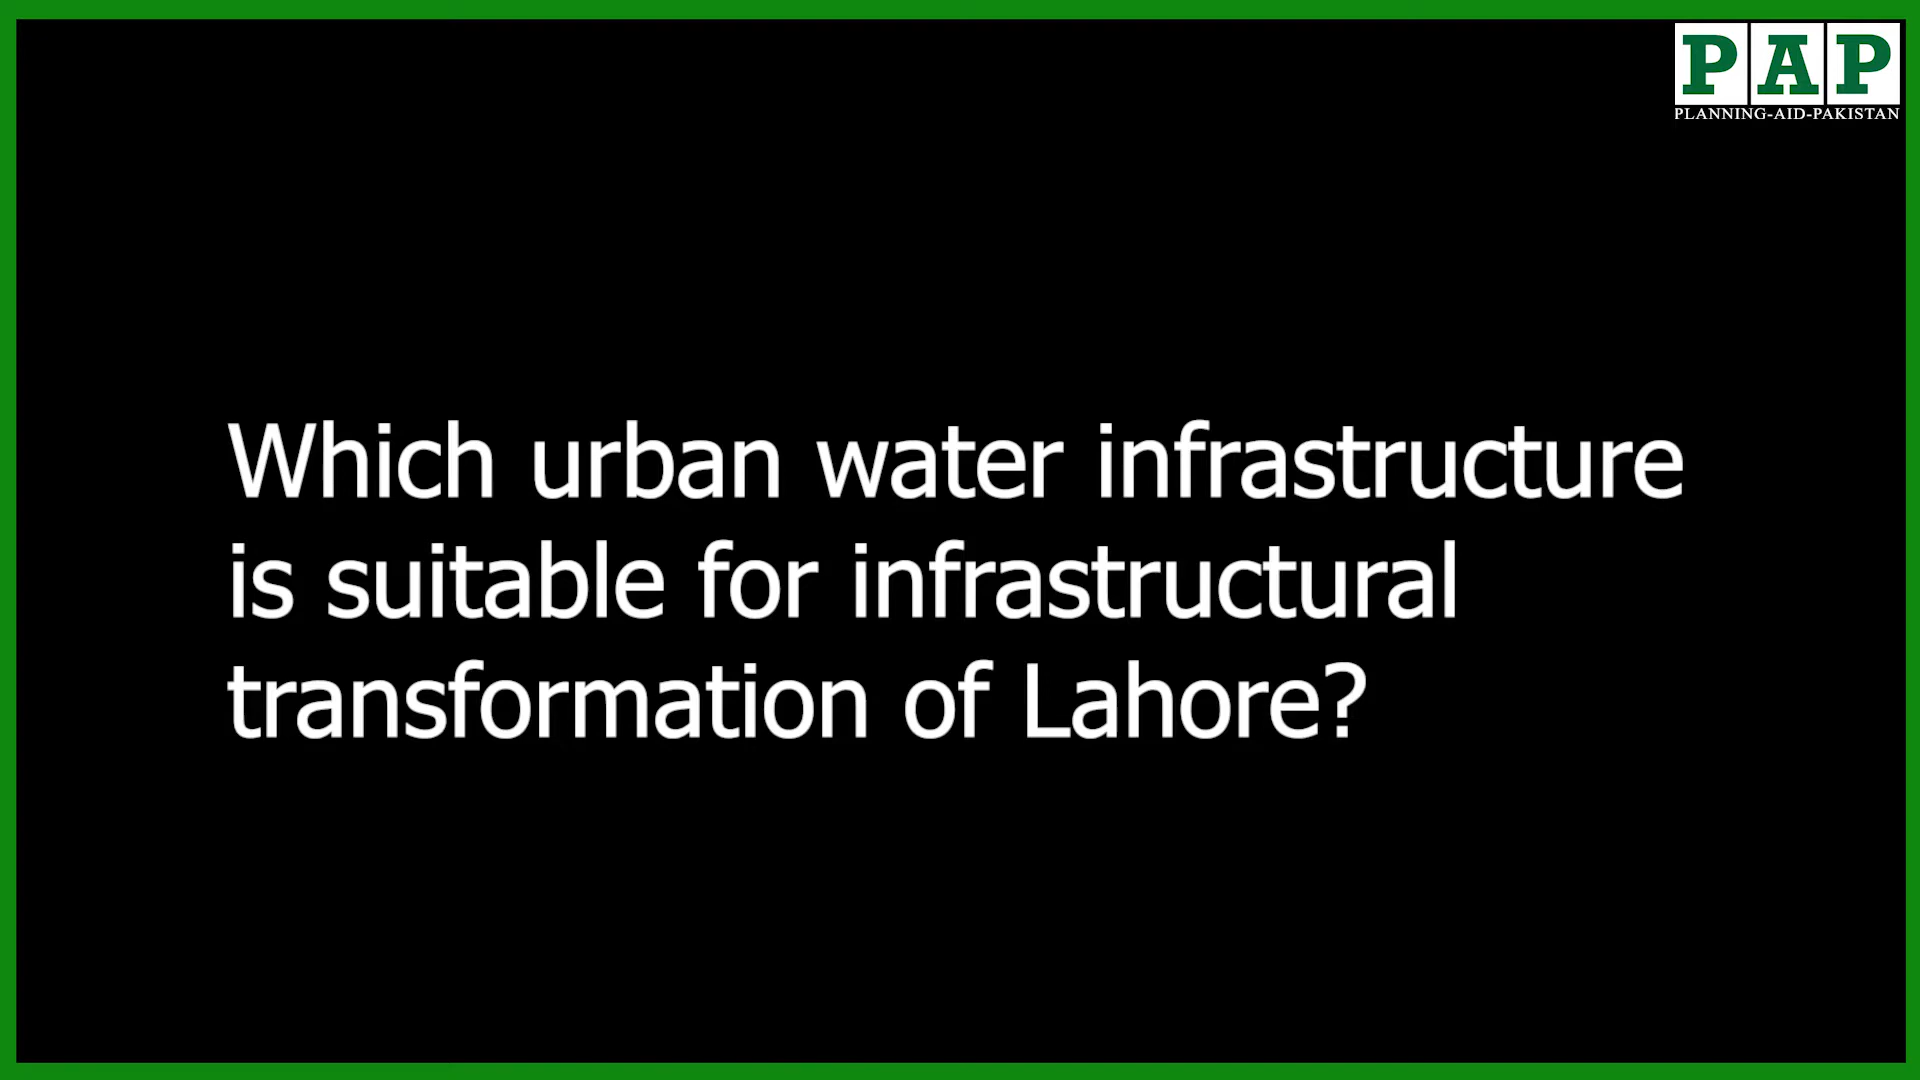 PAP
PLANNING-AID-PAKISTAN
Which urban water infrastructure
is suitable for infrastructural
transformation of Lahore?